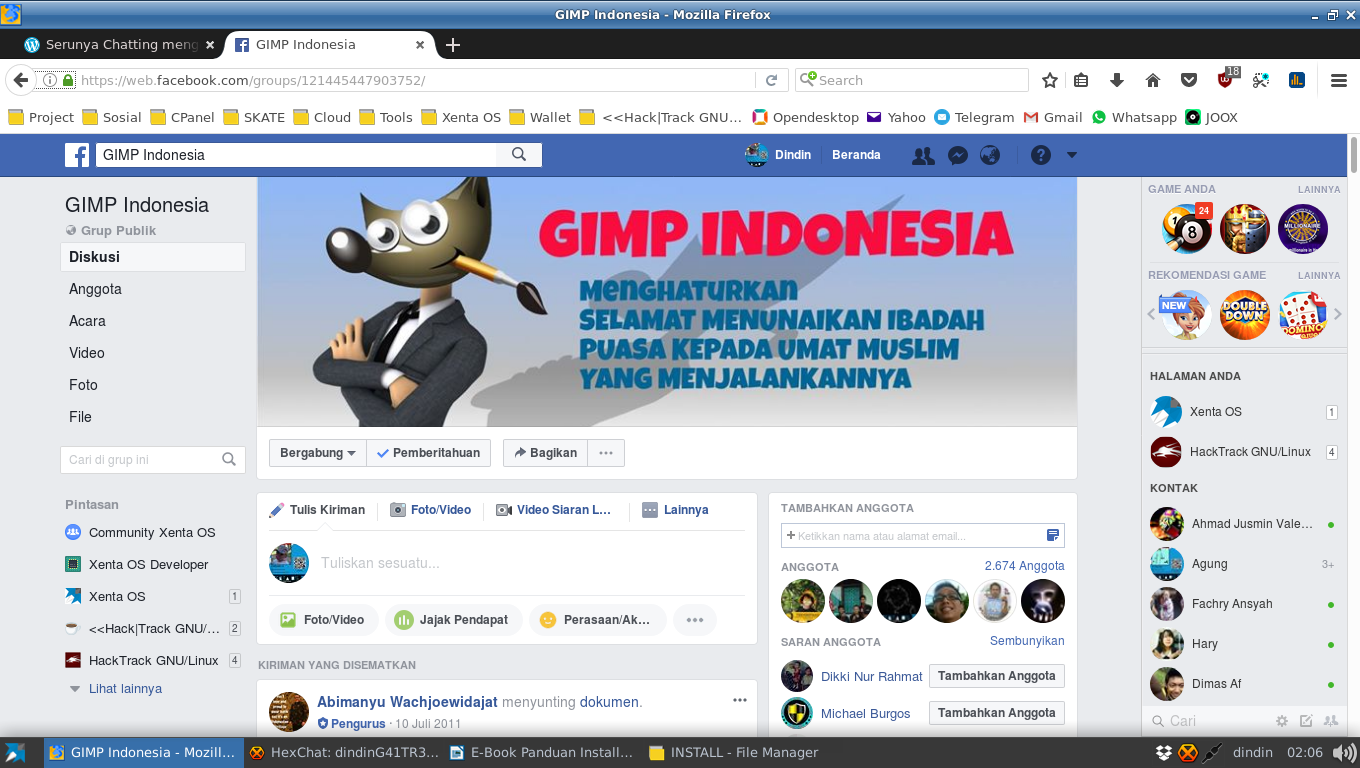 GIMP Indonesia - Mozilla Firefox
Serunya Chatting meng
GIMP Indonesia
https://web.facebook.com/groups/121445447903752/
Search
18
Project
Sosial
CPanel
SKATE
Cloud
Tools
Xenta OS
Wallet
<<Hack|Track GNU...
Opendesktop
Yahoo
Telegram
Gmail
Whatsapp
JOOX
GIMP Indonesia
Dindin
Beranda
GIMP Indonesia
Grup Publik
Diskusi
Anggota
Acara
Video
Foto
File
Cari di grup ini
Pintasan
Community Xenta OS
Xenta OS Developer
Xenta OS 1
<<Hack|Track GNU/... 2
HackTrack GNU/Linux 4
Lihat lainnya
GIMP INDONESIA
MENGHATURKAN
SELAMAT MENUNAIKAN IBADAH
PUASA KEPADA UMAT MUSLIM
YANG MENJALANKANNYA
Bergabung
Pemberitahuan
Bagikan
Tulis Kiriman
Foto/Video
Video Siaran L...
Lainnya
Tuliskan sesuatu...
Foto/Video
Jajak Pendapat
Perasaan/Ak...
KIRIMAN YANG DISEMATKAN
Abimanyu Wachjoewidajat menyunting dokumen.
Pengurus · 10 Juli 2011
TAMBAHKAN ANGGOTA
+ Ketikkan nama atau alamat email...
ANGGOTA 2.674 Anggota
SARAN ANGGOTA Sembunyikan
Dikki Nur Rahmat Tambahkan Anggota
Michael Burgos Tambahkan Anggota
GAME ANDA LAINNYA
1
8
24
MILLIONAIRE
REKOMENDASI GAME LAINNYA
NEW
DOUBLE
DOWN
DOMINO
HALAMAN ANDA
Xenta OS 1
HackTrack GNU/Linux 4
KONTAK
Ahmad Jusmin Vale...
Agung 3+
Fachry Ansyah
Hary
Dimas Af
Cari
GIMP Indonesia - Mozill...
HexChat: dindinG41TR3...
E-Book Panduan Install...
INSTALL - File Manager
dindin
02:06